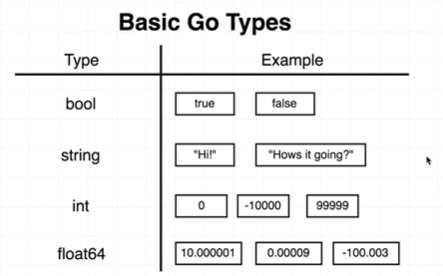 Basic Go Types
Type Example
bool true false
string "Hi!" "Hows it going?"
int 0 -10000 99999
float64 10.000001 0.00009 -100.003